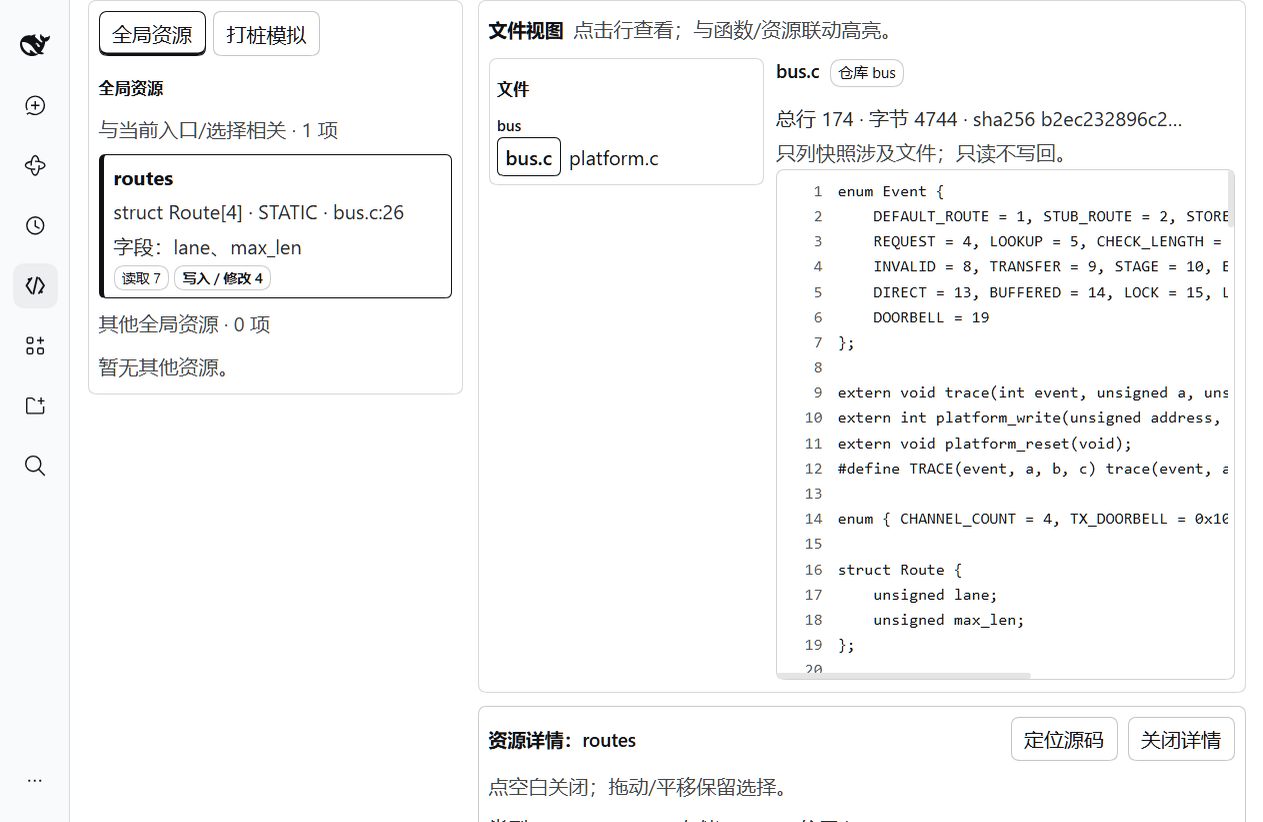 全局资源 打桩模拟
全局资源
与当前入口/选择相关 · 1 项
routes
struct Route[4] · STATIC · bus.c:26
字段：lane、max_len
读取 7 写入 / 修改 4
其他全局资源 · 0 项
暂无其他资源。
文件视图 点击行查看；与函数/资源联动高亮。
文件
bus
bus.c platform.c
bus.c 仓库 bus
总行 174 · 字节 4744 · sha256 b2ec232896c2...
只列快照涉及文件；只读不写回。
1 enum Event {
2 DEFAULT_ROUTE = 1, STUB_ROUTE = 2, STORE
3 REQUEST = 4, LOOKUP = 5, CHECK_LENGTH =
4 INVALID = 8, TRANSFER = 9, STAGE = 10,
5 DIRECT = 13, BUFFERED = 14, LOCK = 15, L
6 DOORBELL = 19
7 };
8
9 extern void trace(int event, unsigned a, uns
10 extern int platform_write(unsigned address,
11 extern void platform_reset(void);
12 #define TRACE(event, a, b, c) trace(event, a
13
14 enum { CHANNEL_COUNT = 4, TX_DOORBELL = 0x10
15
16 struct Route {
17 unsigned lane;
18 unsigned max_len;
19 };
20
资源详情：routes 定位源码 关闭详情
点空白关闭；拖动/平移保留选择。